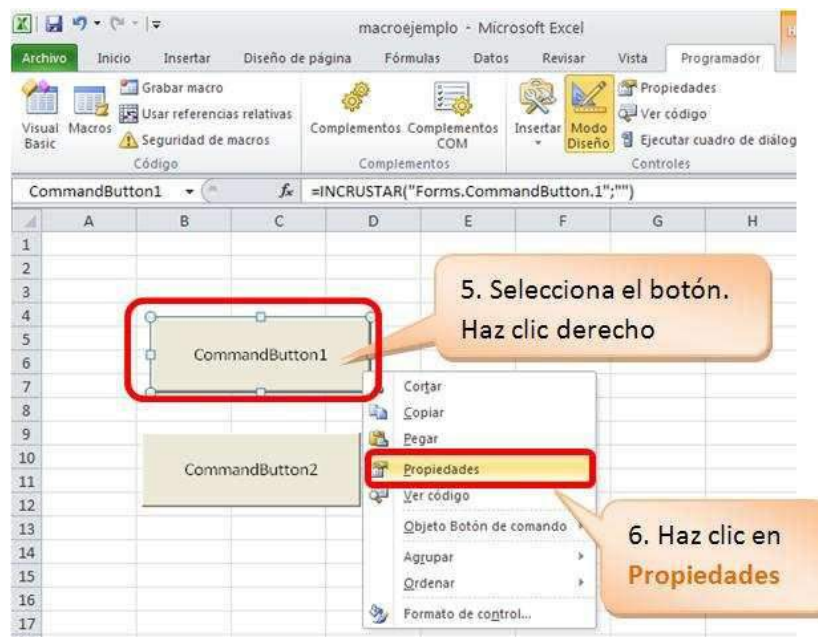 macroejemplo - Microsoft Excel
Archivo Inicio Insertar Diseño de página Fórmulas Datos Revisar Vista Programador
Visual Basic
Macros
Grabar macro
Usar referencias relativas
Seguridad de macros
Código
Complementos
Complementos COM
Complementos
Insertar
Modo Diseño
Propiedades
Ver código
Ejecutar cuadro de diálog
Controles
CommandButton1 fx =INCRUSTAR("Forms.CommandButton.1";"")
A B C D E F G H
1
2
3
4
5
6
7
8
9
10
11
12
13
14
15
16
17
5. Selecciona el botón.
Haz clic derecho
CommandButton1
CommandButton2
Cortar
Copiar
Pegar
Propiedades
Ver código
Objeto Botón de comando
Agrupar
Ordenar
Formato de control...
6. Haz clic en
Propiedades